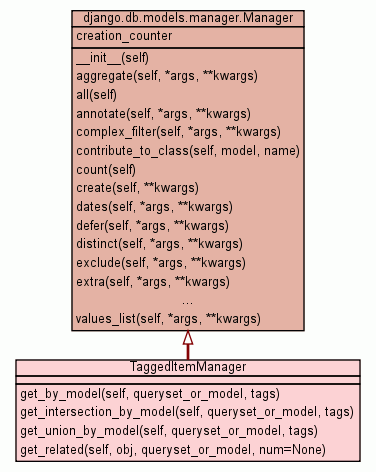 django.db.models.manager.Manager
creation_counter
__init__(self)
aggregate(self, *args, **kwargs)
all(self)
annotate(self, *args, **kwargs)
complex_filter(self, *args, **kwargs)
contribute_to_class(self, model, name)
count(self)
create(self, **kwargs)
dates(self, *args, **kwargs)
defer(self, *args, **kwargs)
distinct(self, *args, **kwargs)
exclude(self, *args, **kwargs)
extra(self, *args, **kwargs)
...
values_list(self, *args, **kwargs)
TaggedItemManager
get_by_model(self, queryset_or_model, tags)
get_intersection_by_model(self, queryset_or_model, tags)
get_union_by_model(self, queryset_or_model, tags)
get_related(self, obj, queryset_or_model, num=None)